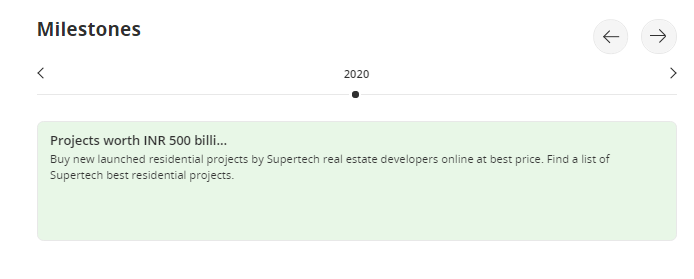 Milestones
2020
Projects worth INR 500 billi...
Buy new launched residential projects by Supertech real estate developers online at best price. Find a list of
Supertech best residential projects.